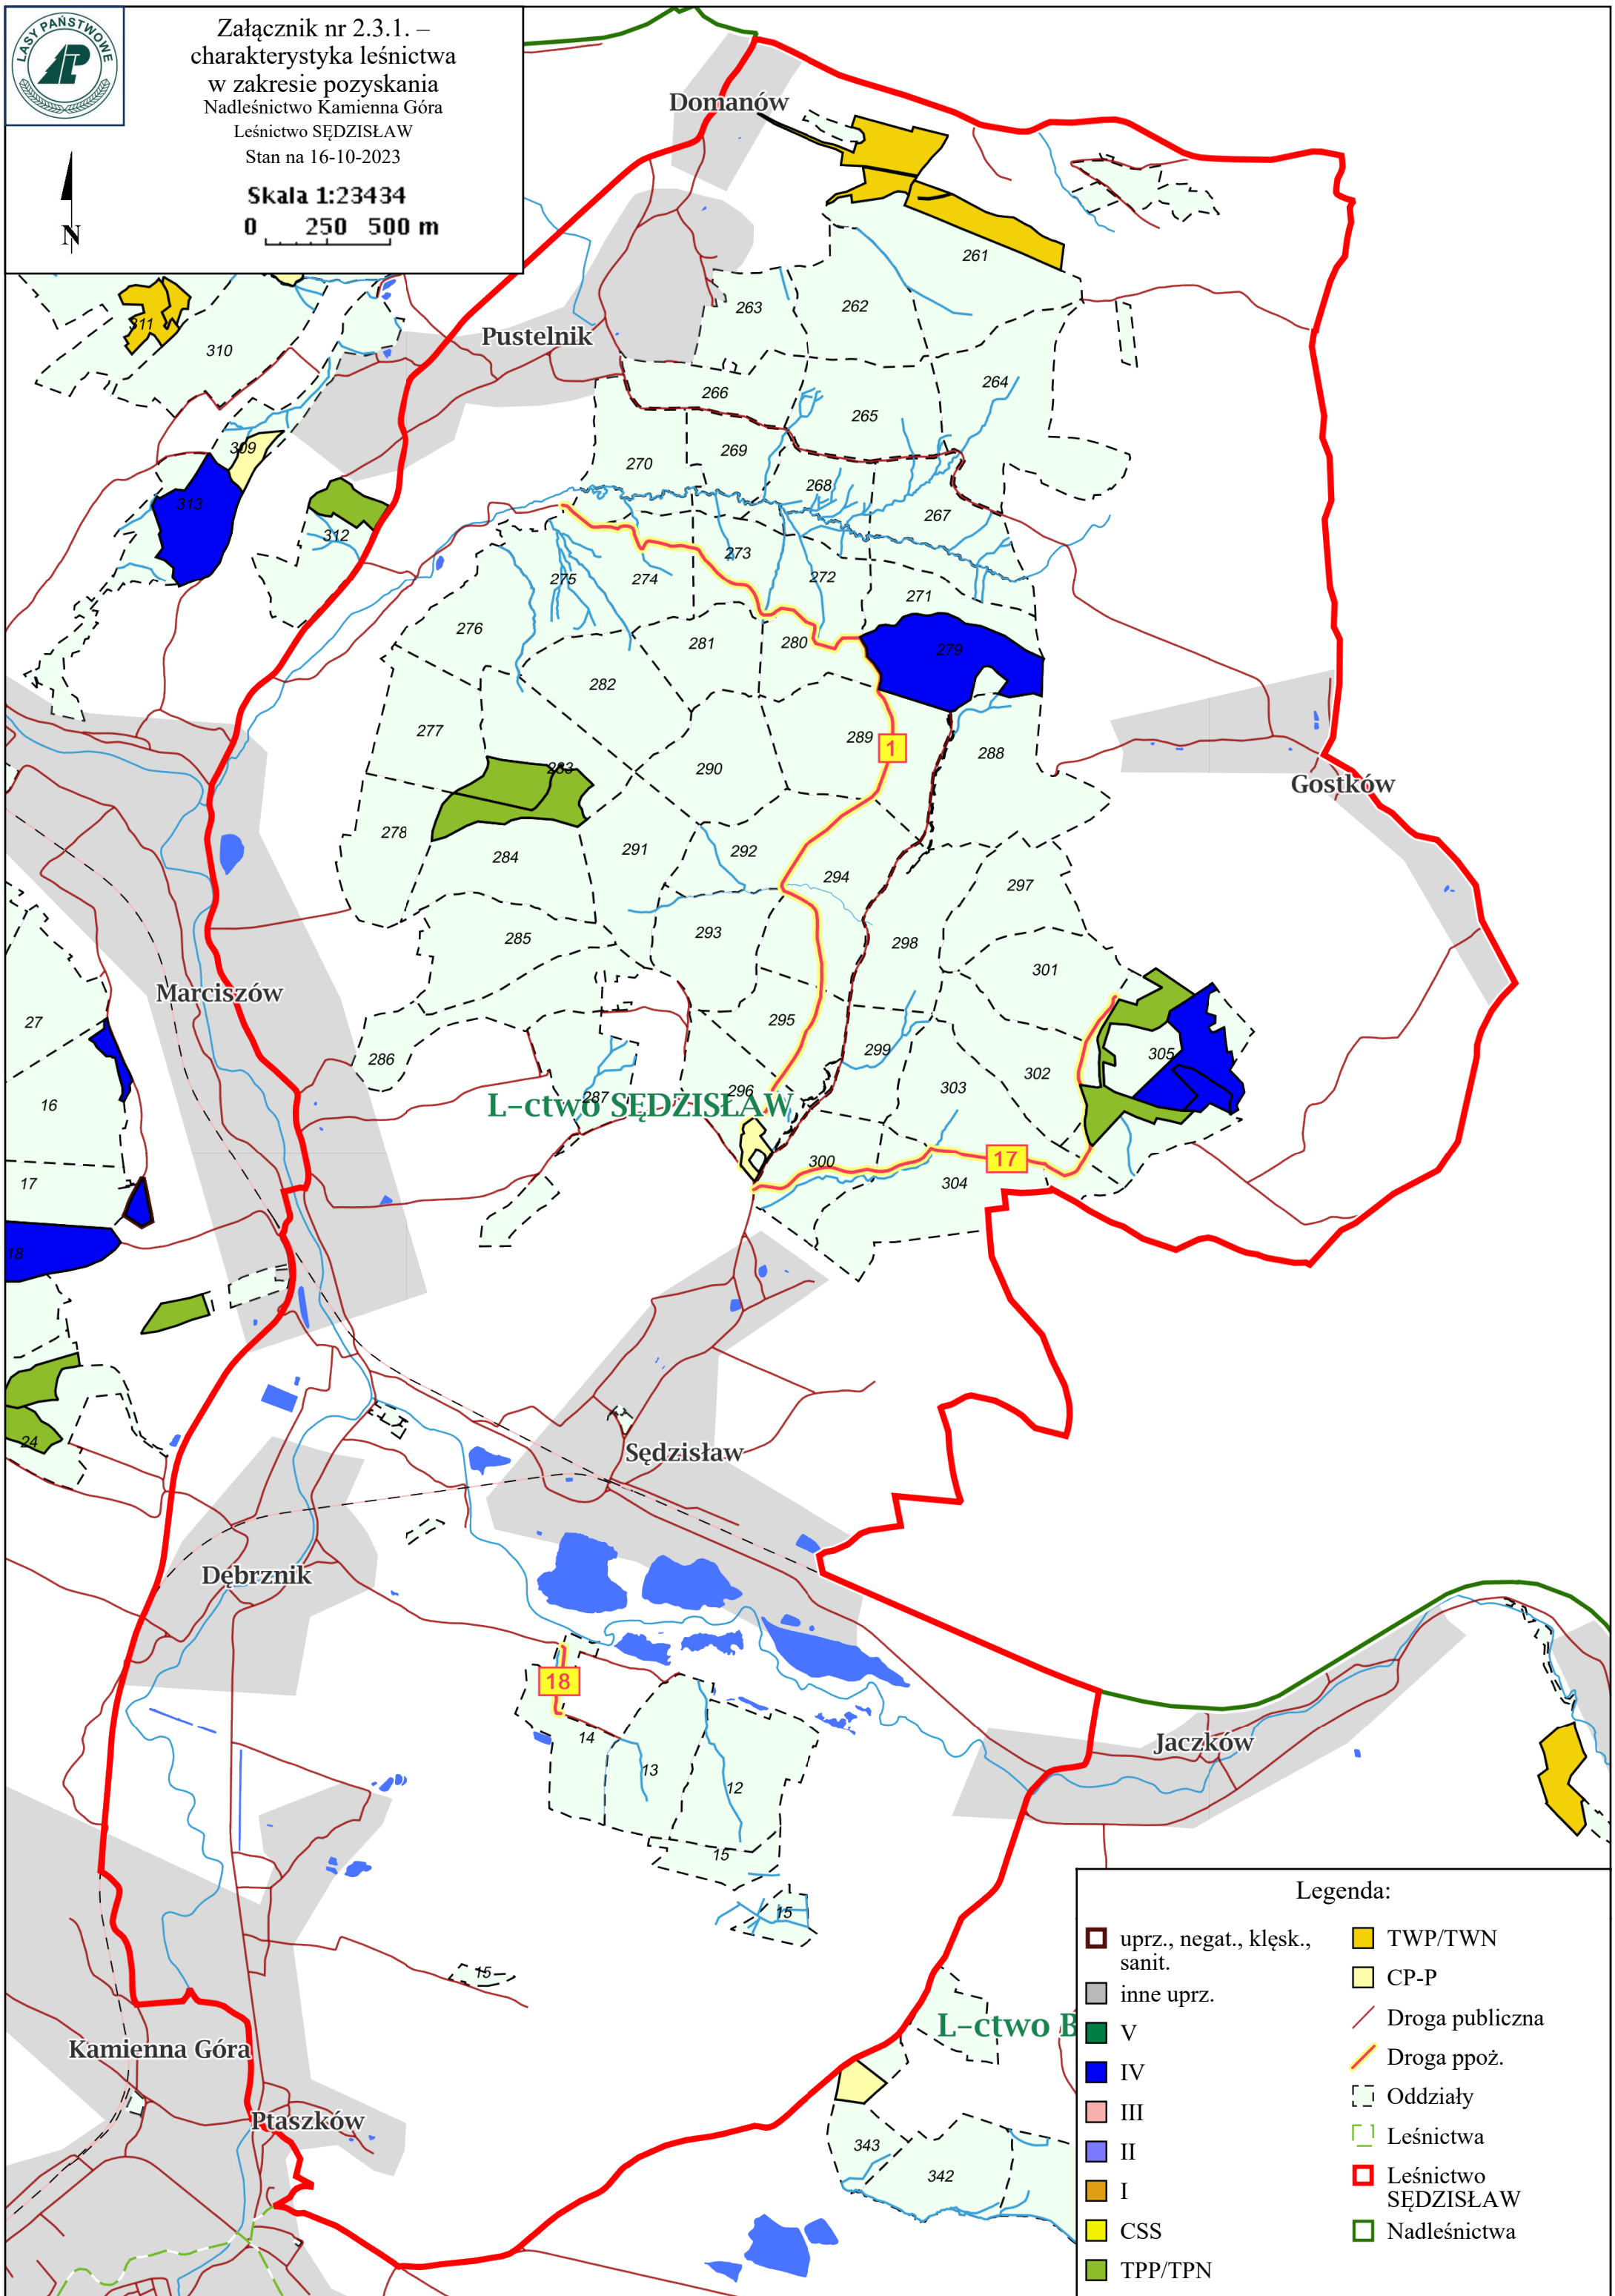 LASY PAŃSTWOWE
Załącznik nr 2.3.1. –
charakterystyka leśnictwa
w zakresie pozyskania
Nadleśnictwo Kamienna Góra
Leśnictwo SĘDZISŁAW
Stan na 16-10-2023
Skala 1:23434
0 250 500 m
N
Domanów
261
263
262
311
310
Pustelnik
266
264
265
309
269
270
268
313
267
312
273
275
274
272
271
276
281
280
279
282
277
289
1
288
283
290
Gostków
278
284
291
292
294
297
285
293
298
301
Marciszów
27
295
286
299
305
302
303
16
287
296
L-ctwo SĘDZISŁAW
300
17
304
17
18
24
Sędzisław
Dębrznik
18
14
13
12
Jaczków
15
15
15
L-ctwo B
Kamienna Góra
Ptaszków
343
342
Legenda:
uprz., negat., klęsk.,
sanit.
inne uprz.
V
IV
III
II
I
CSS
TPP/TPN
TWP/TWN
CP-P
Droga publiczna
Droga ppoż.
Oddziały
Leśnictwa
Leśnictwo
SĘDZISŁAW
Nadleśnictwa